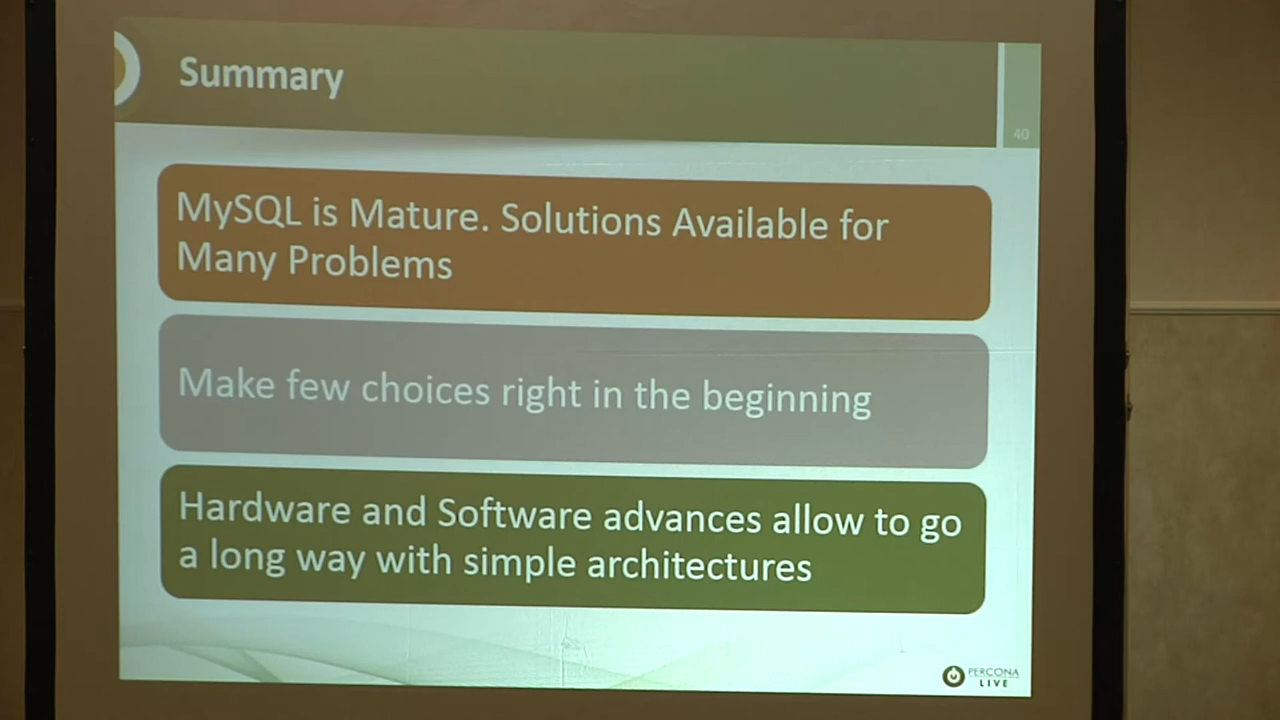 Summary
40
MySQL is Mature. Solutions Available for
Many Problems
Make few choices right in the beginning
Hardware and Software advances allow to go
a long way with simple architectures
PERCONA
LIVE